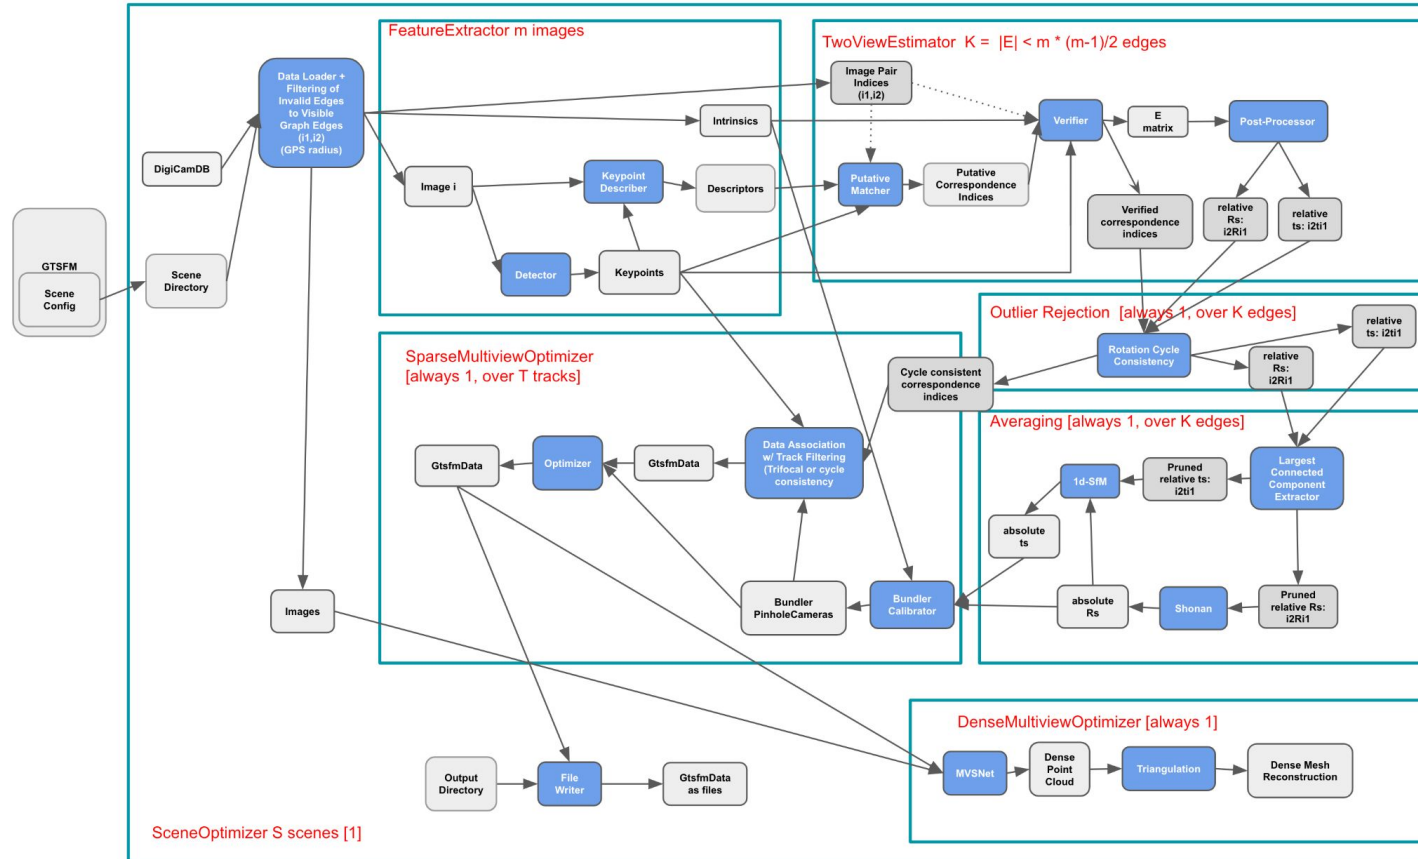 FeatureExtractor m images
TwoViewEstimator  K =  |E| < m * (m-1)/2 edges
Data Loader +
Filtering of
Invalid Edges
to Visible
Graph Edges
(i1,i2)
(GPS radius)
Image Pair
Indices
(i1,i2)
Intrinsics
Verifier
E
matrix
Post-Processor
DigiCamDB
Image i
Keypoint
Describer
Descriptors
Putative
Matcher
Putative
Correspondence
Indices
Verified
correspondence
indices
relative
Rs:
i2Ri1
relative
ts: i2ti1
GTSFM
Scene
Config
Scene
Directory
Detector
Keypoints
Outlier Rejection  [always 1, over K edges]
relative
ts: i2ti1
Rotation Cycle
Consistency
relative
Rs:
i2Ri1
SparseMultiviewOptimizer
[always 1, over T tracks]
Cycle consistent
correspondence
indices
Averaging [always 1, over K edges]
GtsfmData
Optimizer
GtsfmData
Data Association
w/ Track Filtering
(Trifocal or cycle
consistency
1d-SfM
Pruned
relative ts:
i2ti1
Largest
Connected
Component
Extractor
absolute
ts
Images
Bundler
PinholeCameras
Bundler
Calibrator
absolute
Rs
Shonan
Pruned
relative Rs:
i2Ri1
DenseMultiviewOptimizer [always 1]
Output
Directory
File
Writer
GtsfmData
as files
MVSNet
Dense
Point
Cloud
Triangulation
Dense Mesh
Reconstruction
SceneOptimizer S scenes [1]